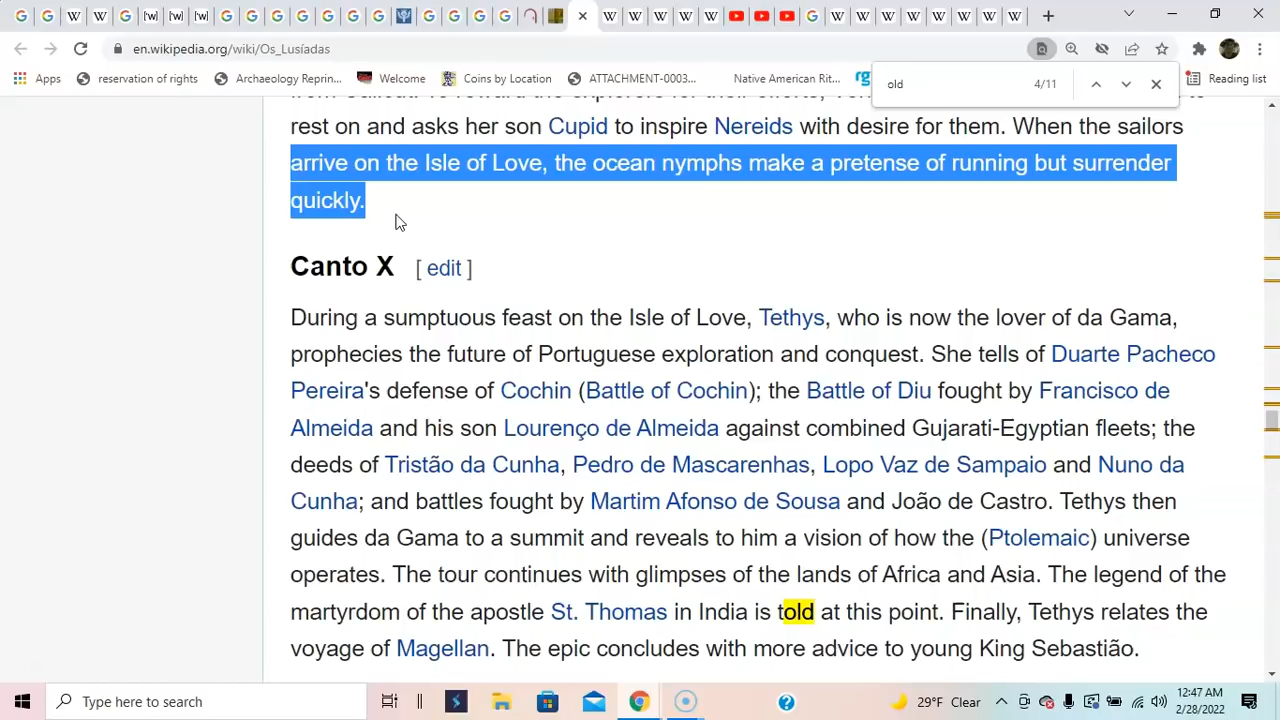 en.wikipedia.org/wiki/Os_Lusíadas
Apps
reservation of rights
Archaeology Reprin...
Welcome
Coins by Location
ATTACHMENT-0003...
Native American Rit...
Reading list
old
4/11
rest on and asks her son Cupid to inspire Nereids with desire for them. When the sailors
arrive on the Isle of Love, the ocean nymphs make a pretense of running but surrender
quickly.
Canto X [ edit ]
During a sumptuous feast on the Isle of Love, Tethys, who is now the lover of da Gama,
prophecies the future of Portuguese exploration and conquest. She tells of Duarte Pacheco
Pereira's defense of Cochin (Battle of Cochin); the Battle of Diu fought by Francisco de
Almeida and his son Lourenço de Almeida against combined Gujarati-Egyptian fleets; the
deeds of Tristão da Cunha, Pedro de Mascarenhas, Lopo Vaz de Sampaio and Nuno da
Cunha; and battles fought by Martim Afonso de Sousa and João de Castro. Tethys then
guides da Gama to a summit and reveals to him a vision of how the (Ptolemaic) universe
operates. The tour continues with glimpses of the lands of Africa and Asia. The legend of the
martyrdom of the apostle St. Thomas in India is told at this point. Finally, Tethys relates the
voyage of Magellan. The epic concludes with more advice to young King Sebastião.
Type here to search
29°F Clear
12:47 AM
2/28/2022